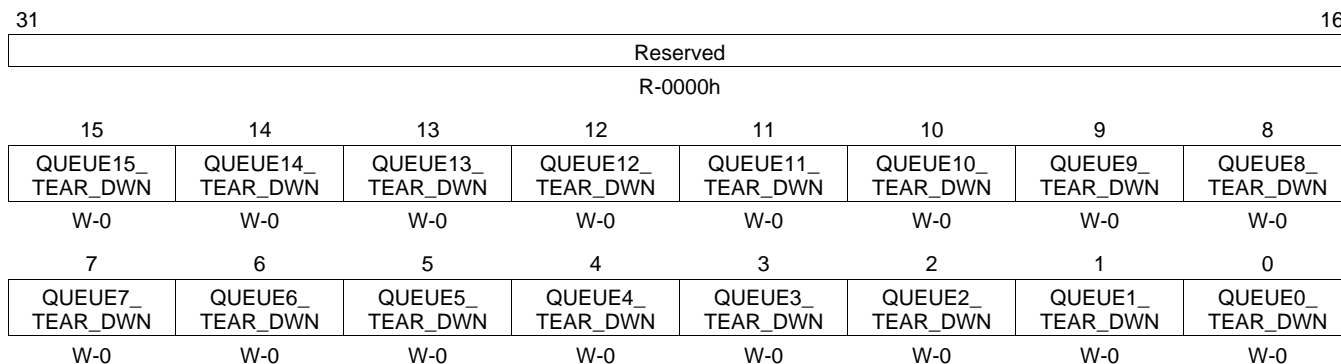 31 16
Reserved
R-0000h
15 14 13 12 11 10 9 8
QUEUE15_ QUEUE14_ QUEUE13_ QUEUE12_ QUEUE11_ QUEUE10_ QUEUE9_ QUEUE8_
TEAR_DWN TEAR_DWN TEAR_DWN TEAR_DWN TEAR_DWN TEAR_DWN TEAR_DWN TEAR_DWN
W-0 W-0 W-0 W-0 W-0 W-0 W-0 W-0
7 6 5 4 3 2 1 0
QUEUE7_ QUEUE6_ QUEUE5_ QUEUE4_ QUEUE3_ QUEUE2_ QUEUE1_ QUEUE0_
TEAR_DWN TEAR_DWN TEAR_DWN TEAR_DWN TEAR_DWN TEAR_DWN TEAR_DWN TEAR_DWN
W-0 W-0 W-0 W-0 W-0 W-0 W-0 W-0